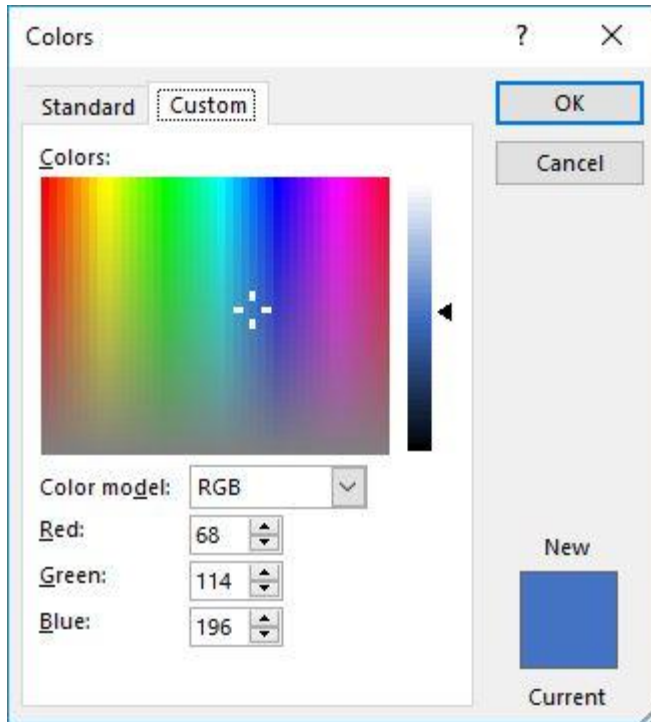 Colors ?
Standard Custom OK
Colors: Cancel
Color model: RGB
Red: 68
Green: 114
Blue: 196
New
Current